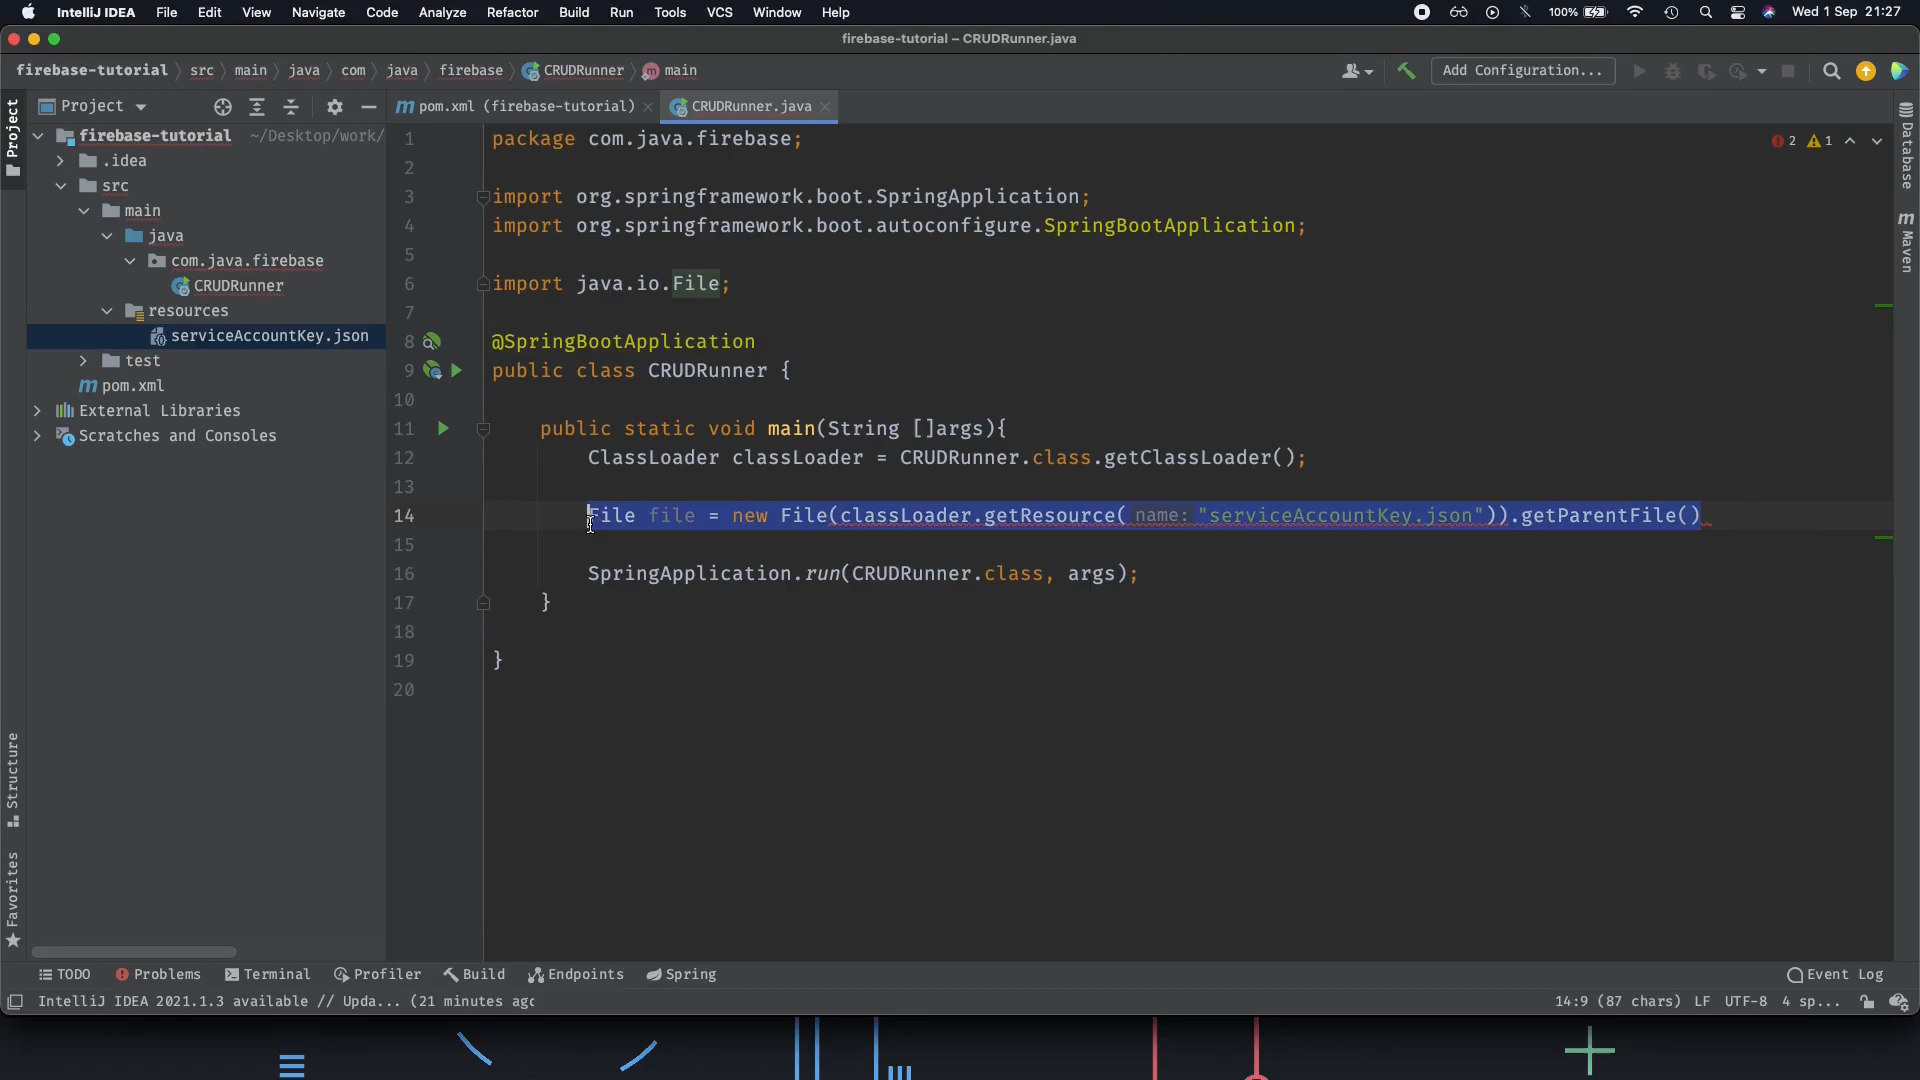 IntelliJ IDEA File Edit View Navigate Code Analyze Refactor Build Run Tools VCS Window Help 100% Wed 1 Sep 21:27
firebase-tutorial – CRUDRunner.java
firebase-tutorial src main java com java firebase CRUDRunner m main Add Configuration...
Project
Project
pom.xml (firebase-tutorial)
CRUDRunner.java
firebase-tutorial ~/Desktop/work/
.idea
src
main
java
com.java.firebase
CRUDRunner
resources
serviceAccountKey.json
test
pom.xml
External Libraries
Scratches and Consoles
Structure
Favorites
1 package com.java.firebase;
2
3 import org.springframework.boot.SpringApplication;
4 import org.springframework.boot.autoconfigure.SpringBootApplication;
5
6 import java.io.File;
7
8 @SpringBootApplication
9 public class CRUDRunner {
10
11 public static void main(String []args){
12 ClassLoader classLoader = CRUDRunner.class.getClassLoader();
13
14 File file = new File(classLoader.getResource( name: "serviceAccountKey.json")).getParentFile()
15
16 SpringApplication.run(CRUDRunner.class, args);
17 }
18
19 }
20
2 1
Database
Maven
TODO Problems Terminal Profiler Build Endpoints Spring Event Log
IntelliJ IDEA 2021.1.3 available // Upda... (21 minutes ago 14:9 (87 chars) LF UTF-8 4 sp...